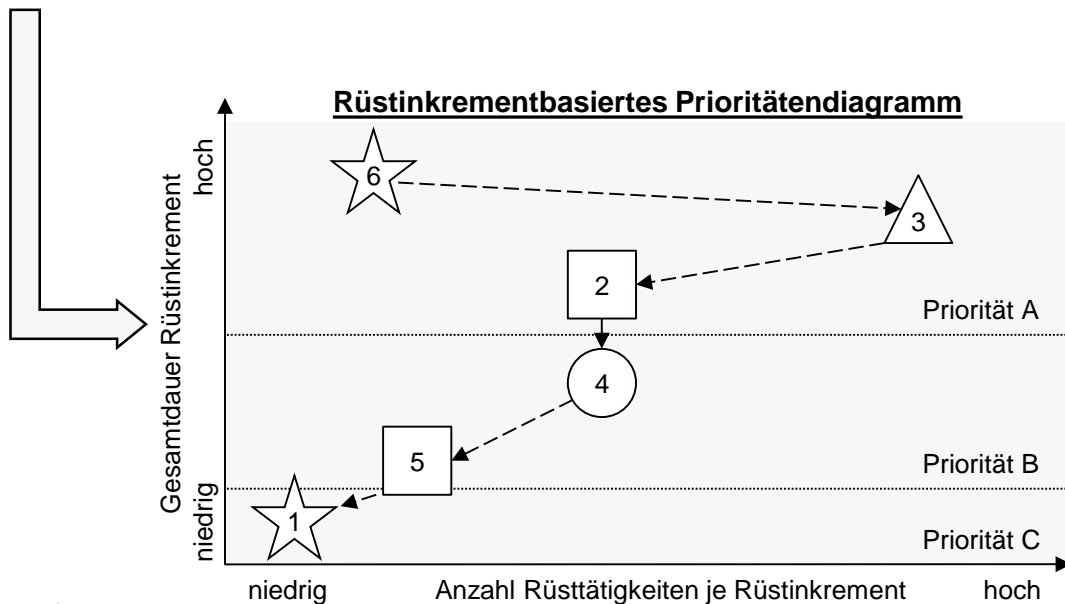 Rüstinkrementbasiertes Prioritätendiagramm
hoch
Gesamtdauer Rüstinkrement
niedrig
6
3
2
Priorität A
4
5
Priorität B
1
Priorität C
niedrig
Anzahl Rüsttätigkeiten je Rüstinkrement
hoch